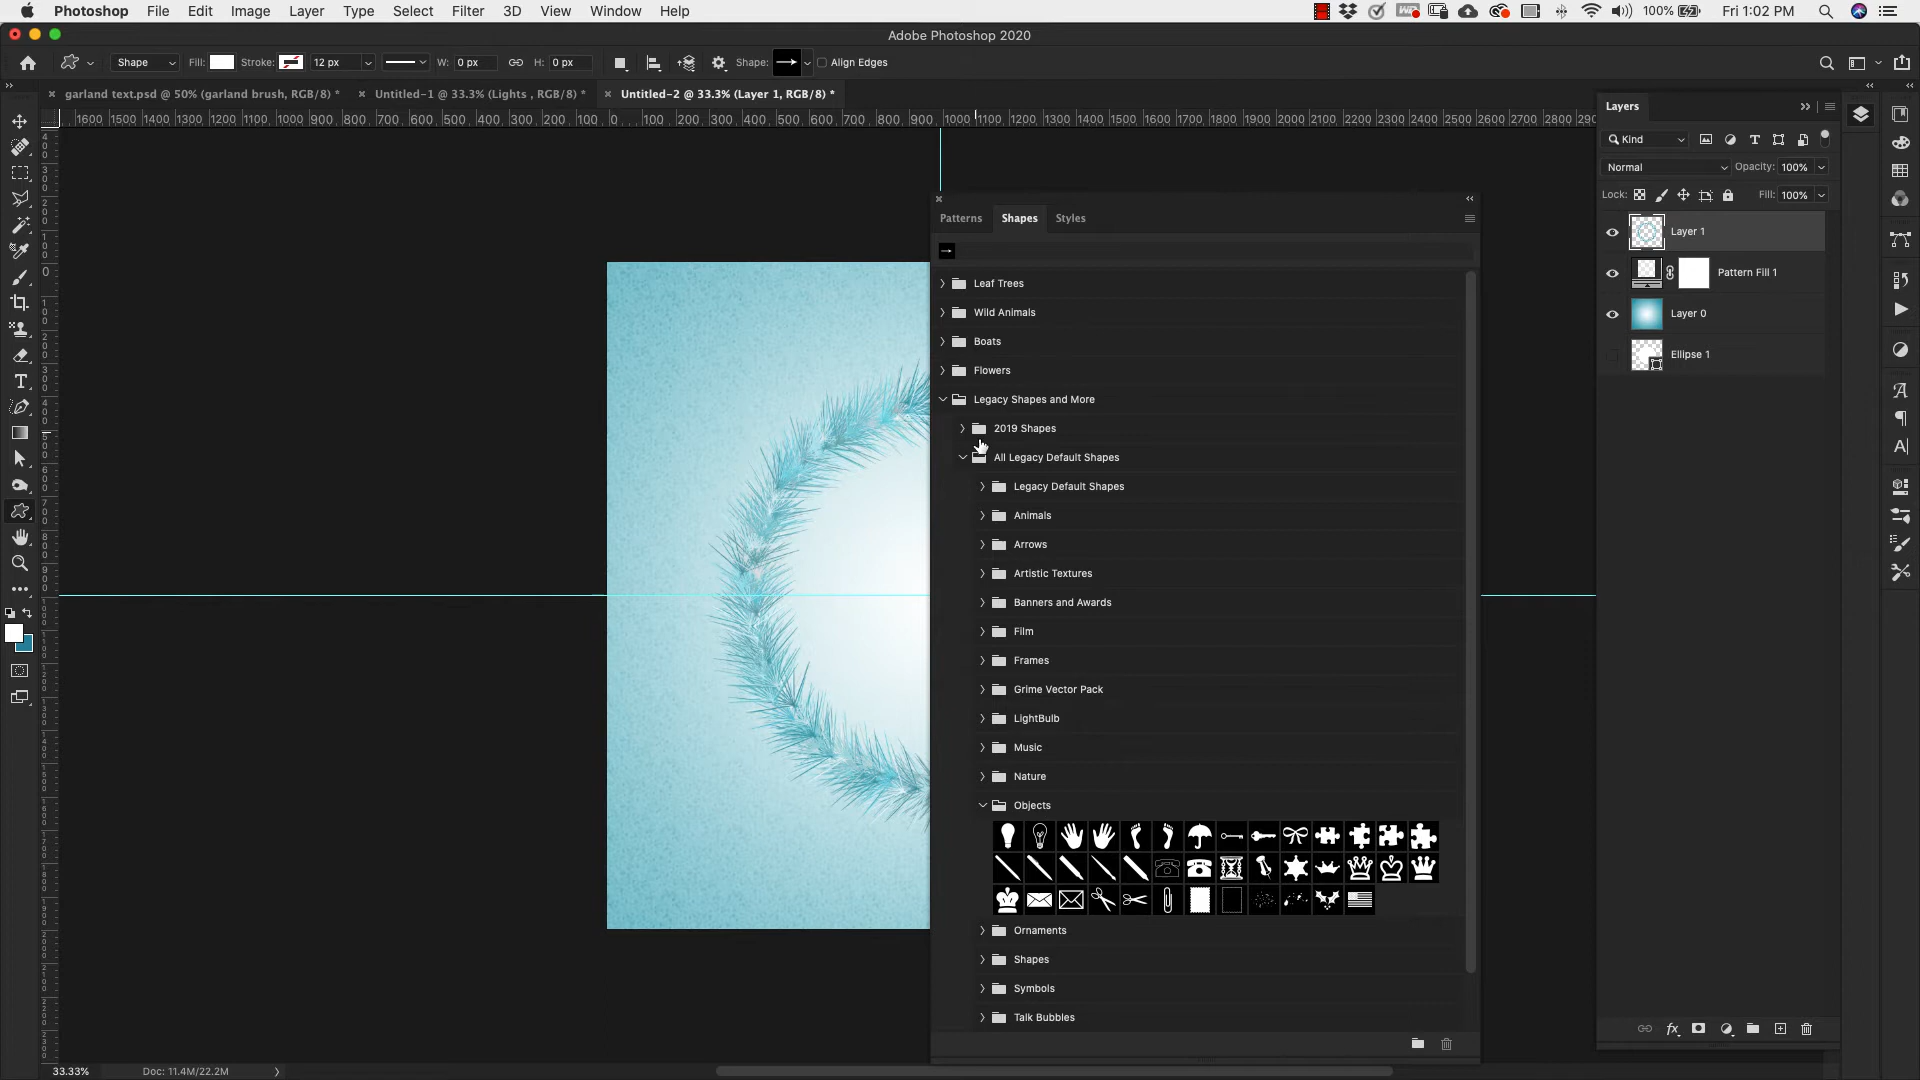 Photoshop File Edit Image Layer Type Select Filter 3D View Window Help 100% Fri 1:02 PM
Adobe Photoshop 2020
Shape Fill: Stroke: 12 px W: 0 px H: 0 px Shape: Align Edges
garland text.psd @ 50% (garland brush, RGB/8) * Untitled-1 @ 33.3% (Lights , RGB/8) * Untitled-2 @ 33.3% (Layer 1, RGB/8) *
1600 1500 1400 1300 1200 1100 1000 900 800 700 600 500 400 300 200 100 0 100 200 300 400 500 600 700 800 900 1000 1100 1200 1300 1400 1500 1600 1700 1800 1900 2000 2100 2200 2300 2400 2500 2600 2700 2800
Layers
Kind
Normal Opacity: 100%
Lock: Fill: 100%
Layer 1
Pattern Fill 1
Layer 0
Ellipse 1
Patterns Shapes Styles
Leaf Trees
Wild Animals
Boats
Flowers
Legacy Shapes and More
2019 Shapes
All Legacy Default Shapes
Legacy Default Shapes
Animals
Arrows
Artistic Textures
Banners and Awards
Film
Frames
Grime Vector Pack
LightBulb
Music
Nature
Objects
Ornaments
Shapes
Symbols
Talk Bubbles
33.33% Doc: 11.4M/22.2M